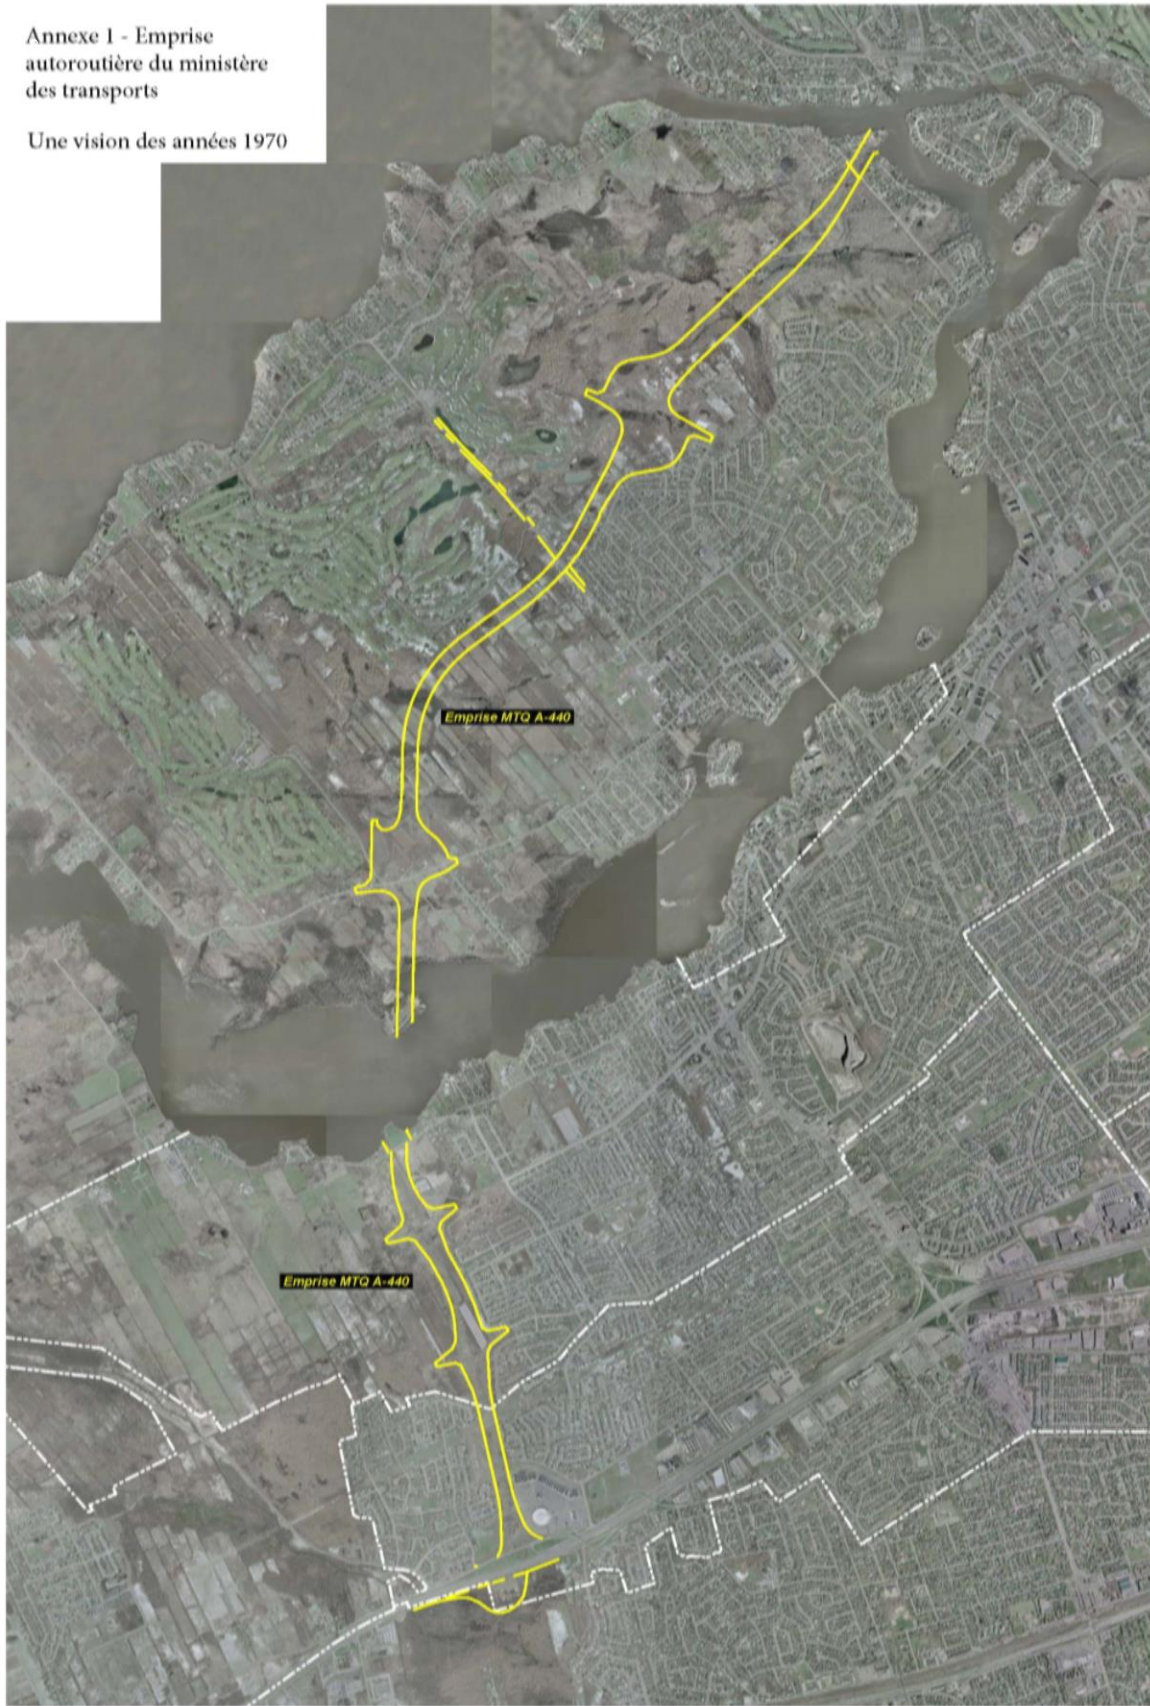 Annexe 1 - Emprise
autoroutière du ministère
des transports
Une vision des années 1970
Emprise MTQ A-440
Emprise MTQ A-440